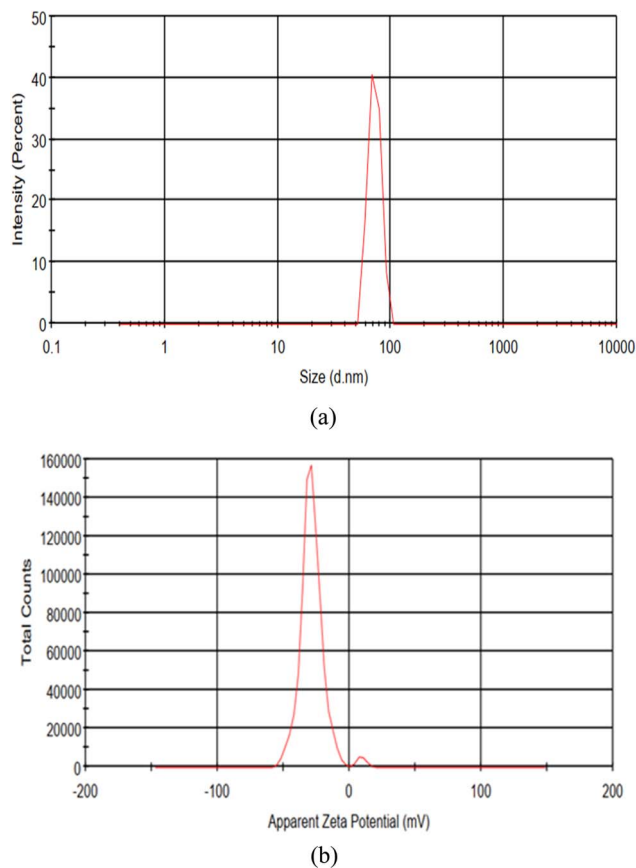 50
40
30
20
10
0
Intensity (Percent)
0.1 1 10 100 1000 10000
Size (d.nm)
(a)
160000
140000
120000
100000
80000
60000
40000
20000
0
Total Counts
-200 -100 0 100 200
Apparent Zeta Potential (mV)
(b)